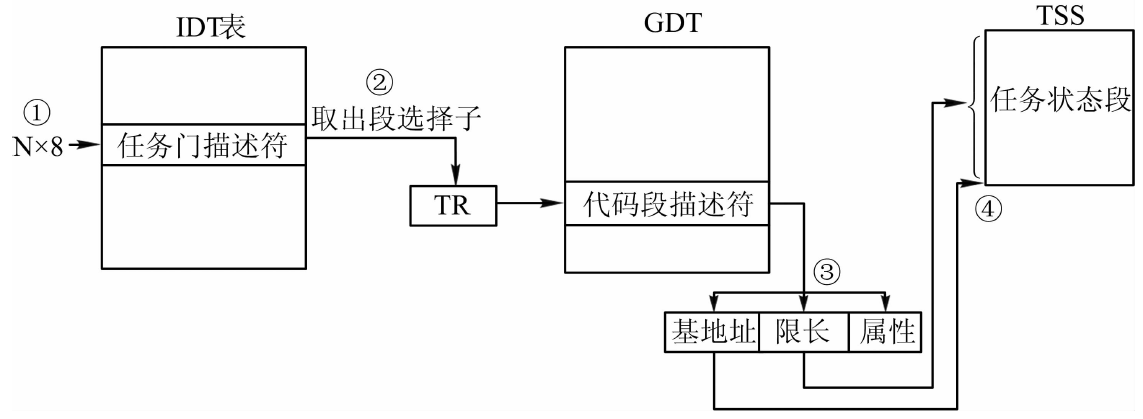 IDT表
GDT
TSS
①
N×8
任务门描述符
②
取出段选择子
TR
代码段描述符
③
基地址
限长
属性
任务状态段
④